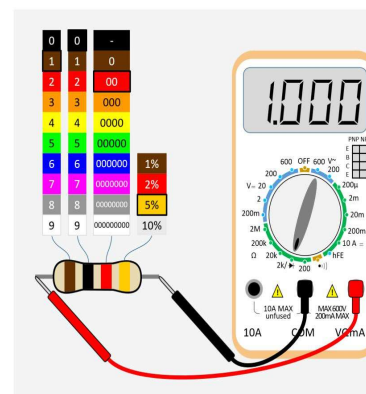 0 0 -
1 1 0
2 2 00
3 3 000
4 4 0000
5 5 00000
6 6 000000 1%
7 7 0000000 2%
8 8 00000000 5%
9 9 000000000 10%
1.000
PNP N
E
B
C
E
600 OFF 600 V~
200 200
V⎓ 20 200µ
2 2m
200m 20m
2M 200m
200k 10 A =
Ω 20k hFE
2k/ 200 •))
10A MAX
unfused
MAX600V
200mA MAX
10A COM VΩmA